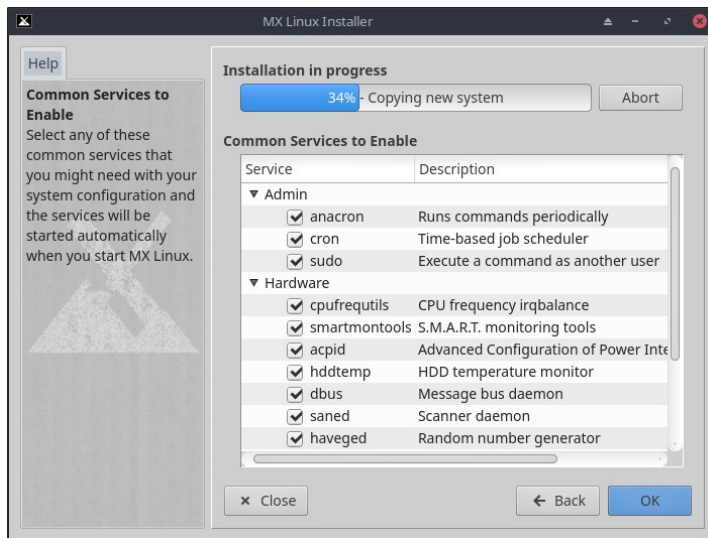 MX Linux Installer
Help
Common Services to
Enable
Select any of these
common services that
you might need with your
system configuration and
the services will be
started automatically
when you start MX Linux.
Installation in progress
34% - Copying new system
Abort
Common Services to Enable
Service Description
Admin
anacron Runs commands periodically
cron Time-based job scheduler
sudo Execute a command as another user
Hardware
cpufrequtils CPU frequency irqbalance
smartmontools S.M.A.R.T. monitoring tools
acpid Advanced Configuration of Power Inte
hddtemp HDD temperature monitor
dbus Message bus daemon
saned Scanner daemon
haveged Random number generator
Close
Back
OK